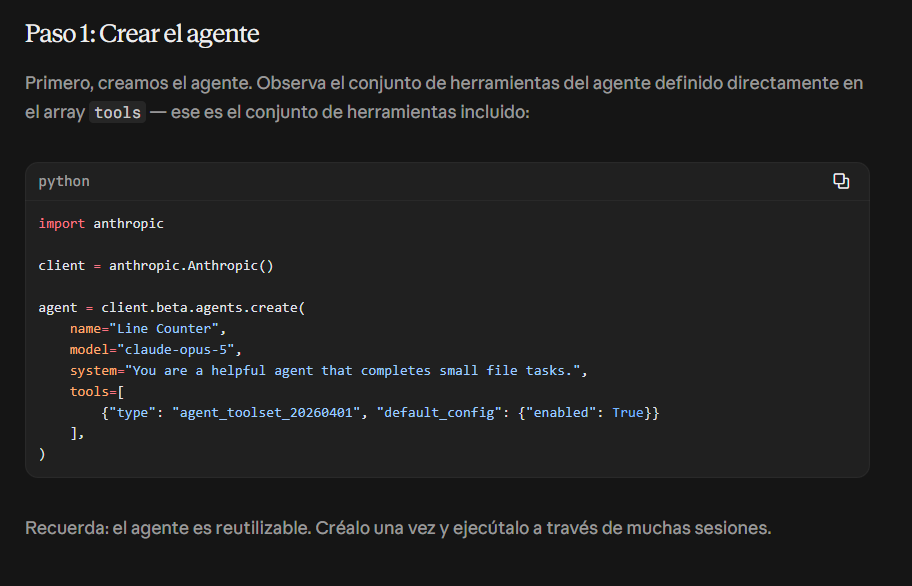 Paso 1: Crear el agente
Primero, creamos el agente. Observa el conjunto de herramientas del agente definido directamente en
el array tools — ese es el conjunto de herramientas incluido:
python
import anthropic
client = anthropic.Anthropic()
agent = client.beta.agents.create(
    name="Line Counter",
    model="claude-opus-5",
    system="You are a helpful agent that completes small file tasks.",
    tools=[
        {"type": "agent_toolset_20260401", "default_config": {"enabled": True}}
    ],
)
Recuerda: el agente es reutilizable. Créalo una vez y ejecútalo a través de muchas sesiones.